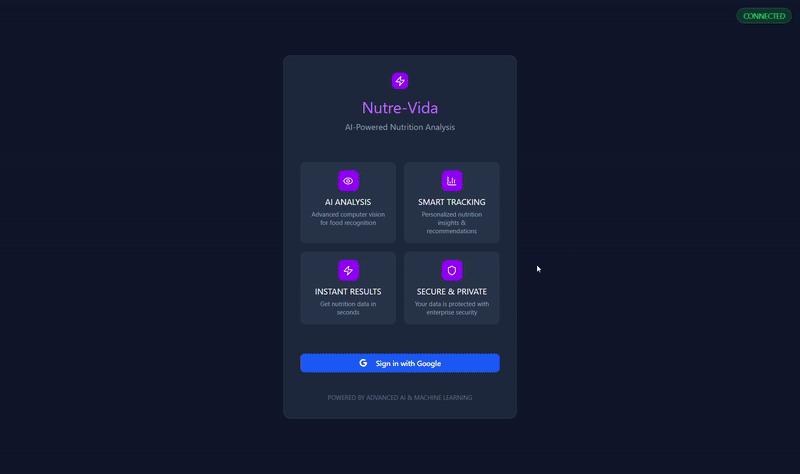 CONNECTED
Nutre-Vida
AI-Powered Nutrition Analysis
AI ANALYSIS
Advanced computer vision
for food recognition
SMART TRACKING
Personalized nutrition
insights &
recommendations
INSTANT RESULTS
Get nutrition data in
seconds
SECURE & PRIVATE
Your data is protected with
enterprise security
G Sign in with Google
POWERED BY ADVANCED AI & MACHINE LEARNING